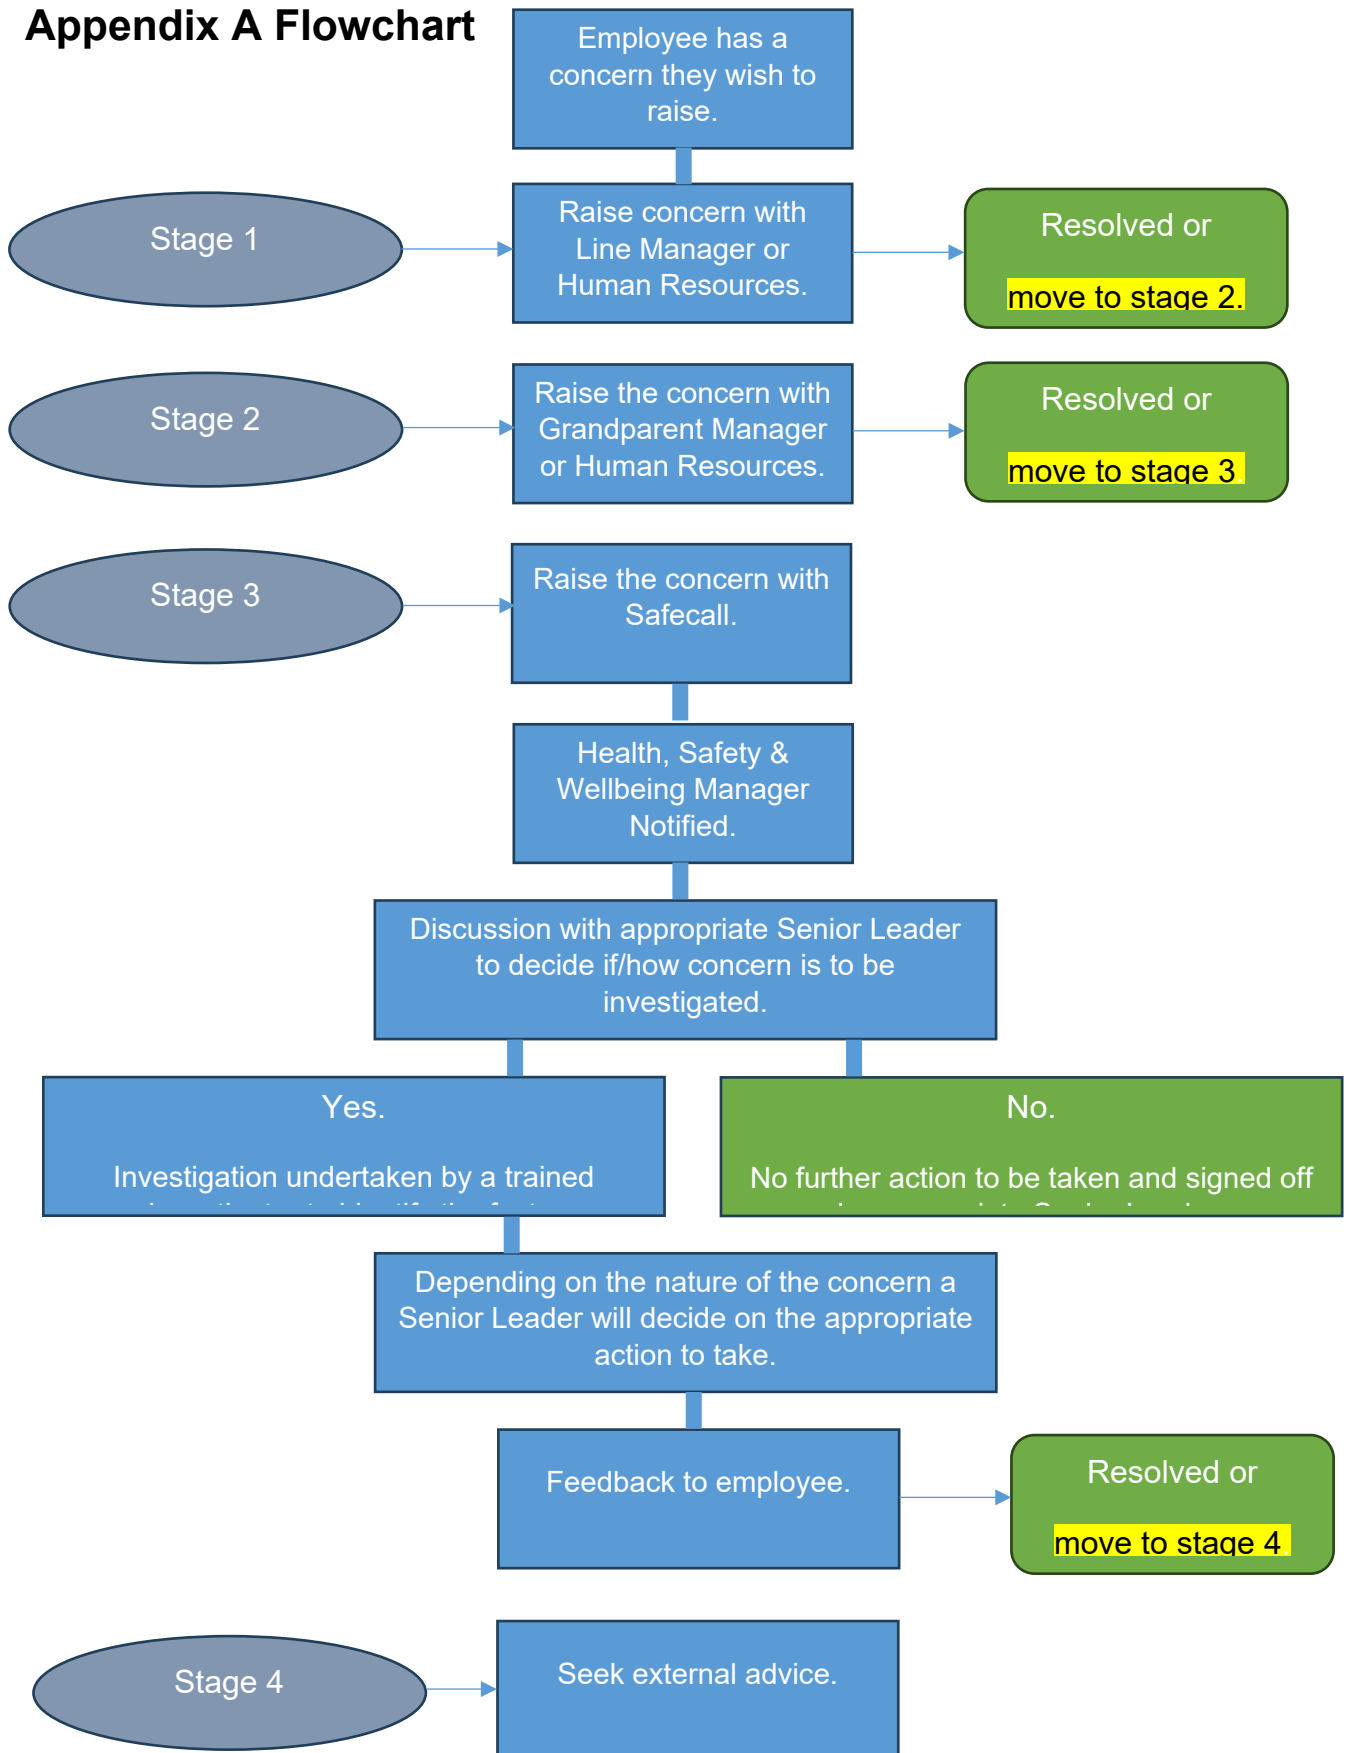 Appendix A Flowchart
Employee has a
concern they wish to
raise.
Stage 1
Raise concern with
Line Manager or
Human Resources.
Resolved or
move to stage 2.
Stage 2
Raise the concern with
Grandparent Manager
or Human Resources.
Resolved or
move to stage 3.
Stage 3
Raise the concern with
Safecall.
Health, Safety &
Wellbeing Manager
Notified.
Discussion with appropriate Senior Leader
to decide if/how concern is to be
investigated.
Yes.
Investigation undertaken by a trained
No.
No further action to be taken and signed off
Depending on the nature of the concern a
Senior Leader will decide on the appropriate
action to take.
Feedback to employee.
Resolved or
move to stage 4.
Stage 4
Seek external advice.